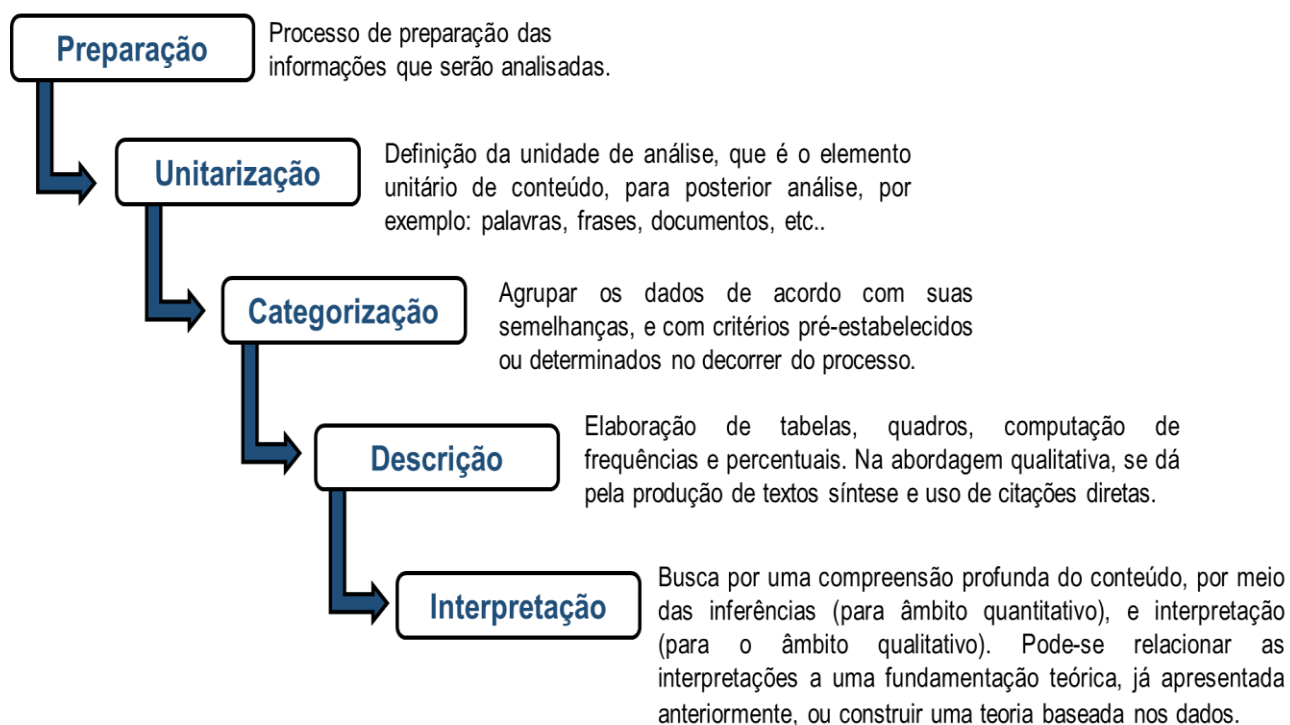 Preparação
Processo de preparação das
informações que serão analisadas.
Unitarização
Definição da unidade de análise, que é o elemento
unitário de conteúdo, para posterior análise, por
exemplo: palavras, frases, documentos, etc..
Categorização
Agrupar os dados de acordo com suas
semelhanças, e com critérios pré-estabelecidos
ou determinados no decorrer do processo.
Descrição
Elaboração de tabelas, quadros, computação de
frequências e percentuais. Na abordagem qualitativa, se dá
pela produção de textos síntese e uso de citações diretas.
Interpretação
Busca por uma compreensão profunda do conteúdo, por meio
das inferências (para âmbito quantitativo), e interpretação
(para o âmbito qualitativo). Pode-se relacionar as
interpretações a uma fundamentação teórica, já apresentada
anteriormente, ou construir uma teoria baseada nos dados.